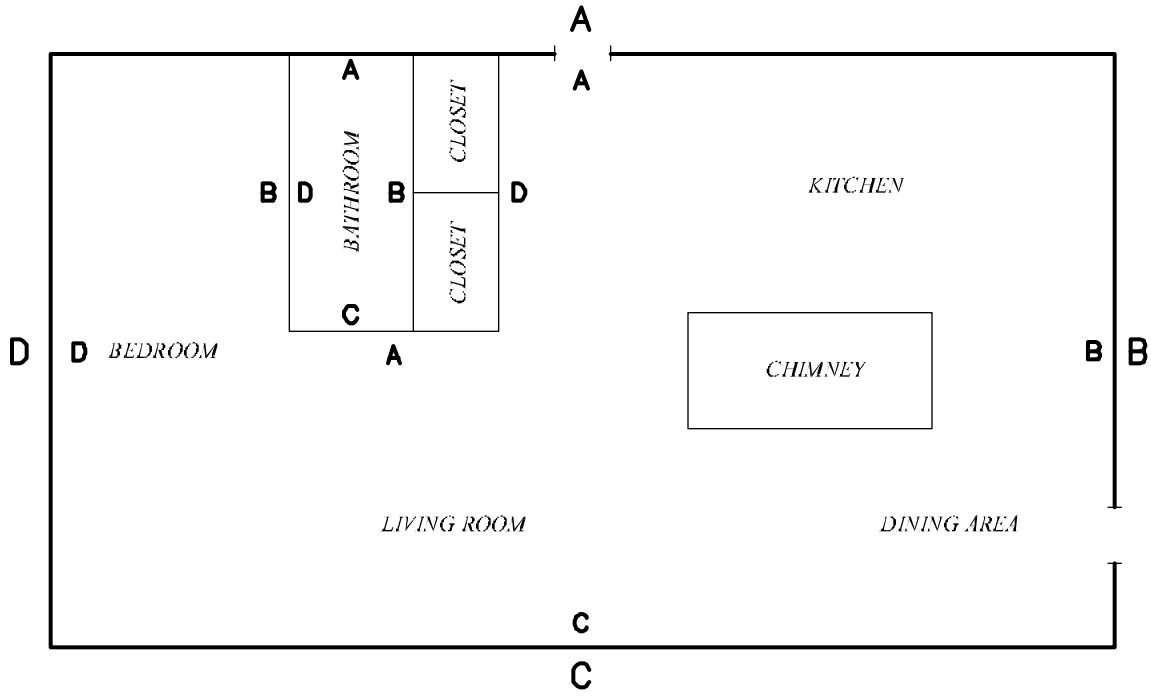 A
A
A
CLOSET
BATHROOM
KITCHEN
B
D
B
D
CLOSET
C
D
D
BEDROOM
A
CHIMNEY
B
B
LIVING ROOM
DINING AREA
C
C